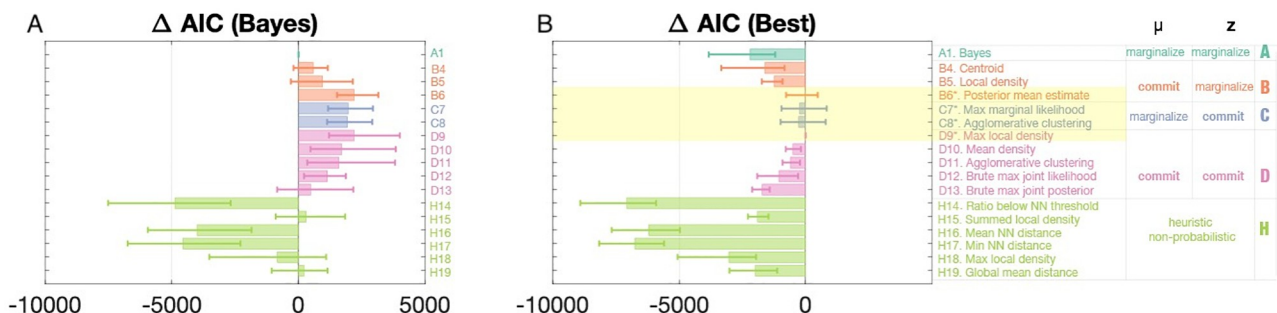 A
Δ AIC (Bayes)
A1
B4
B5
B6
C7
C8
D9
D10
D11
D12
D13
H14
H15
H16
H17
H18
H19
-10000 -5000 0 5000
B
Δ AIC (Best)
μ z
A1. Bayes marginalize marginalize A
B4. Centroid
B5. Local density
B6*. Posterior mean estimate
commit marginalize B
C7*. Max marginal likelihood
C8*. Agglomerative clustering
marginalize commit C
D9*. Max local density
D10. Mean density
D11. Agglomerative clustering
D12. Brute max joint likelihood
D13. Brute max joint posterior
commit commit D
H14. Ratio below NN threshold
H15. Summed local density
H16. Mean NN distance
H17. Min NN distance
H18. Max local density
H19. Global mean distance
heuristic
non-probabilistic
H
-10000 -5000 0